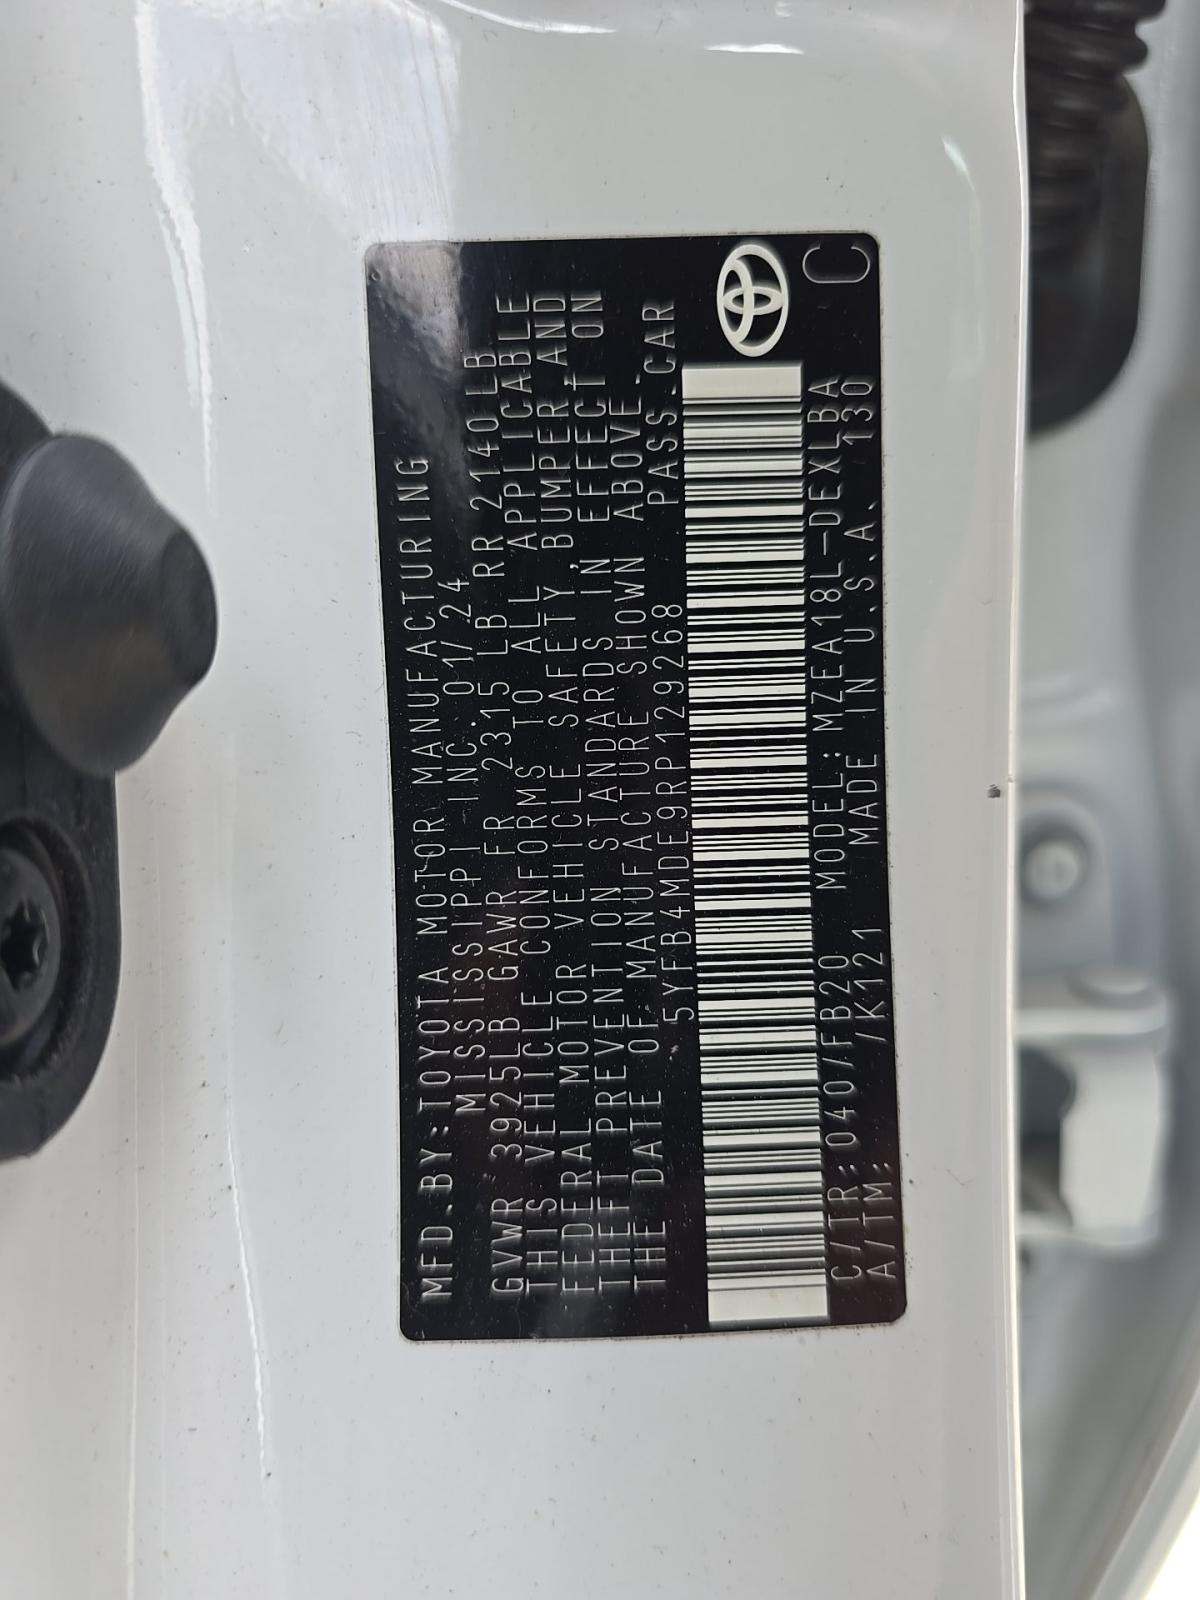 MFD.BY:TOYOTA MOTOR MANUFACTURING
MISSISSIPPI INC. 01/24
GVWR 3925LB GAWR FR 2315 LB RR 2140LB
THIS VEHICLE CONFORMS TO ALL APPLICABLE
FEDERAL MOTOR VEHICLE SAFETY, BUMPER, AND
THEFT PREVENTION STANDARDS IN EFFECT ON
THE DATE OF MANUFACTURE SHOWN ABOVE.
5YFB4MDE9RP129268 PASS.CAR
C/TR:040/FB20 MODEL:MZEA18L-DEXLBA
A/TM: /K121 MADE IN U.S.A. 130
C